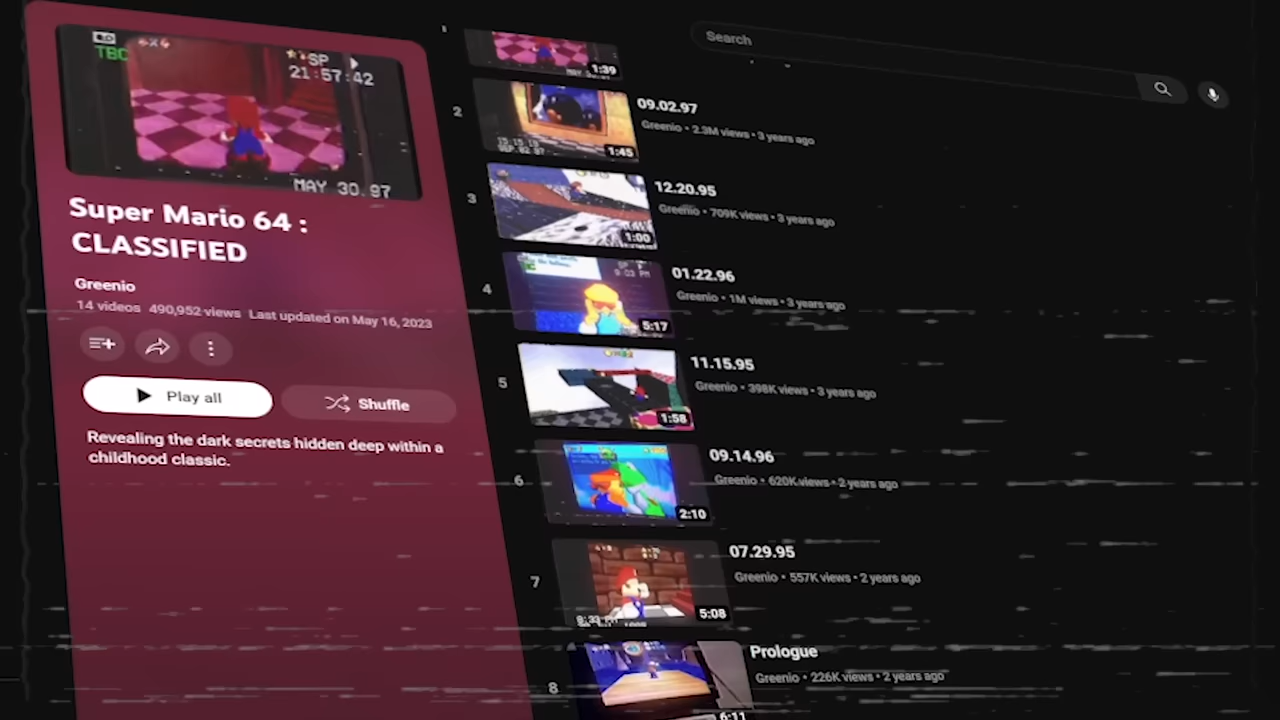 TBC
SP
21:57:42
MAY 30.97
Super Mario 64 :
CLASSIFIED
Greenio
14 videos 490,952 views Last updated on May 16, 2023
Play all
Shuffle
Revealing the dark secrets hidden deep within a
childhood classic.
Search
1:39
2
1:45
09.02.97
Greenio • 2.3M views • 3 years ago
3
1:00
12.20.95
Greenio • 709K views • 3 years ago
4
9:03 PM
5:17
01.22.96
Greenio • 1M views • 3 years ago
5
1:58
11.15.95
Greenio • 398K views • 3 years ago
6
2:10
09.14.96
Greenio • 620K views • 2 years ago
7
5:08
07.29.95
Greenio • 557K views • 2 years ago
8
6:11
Prologue
Greenio • 226K views • 2 years ago